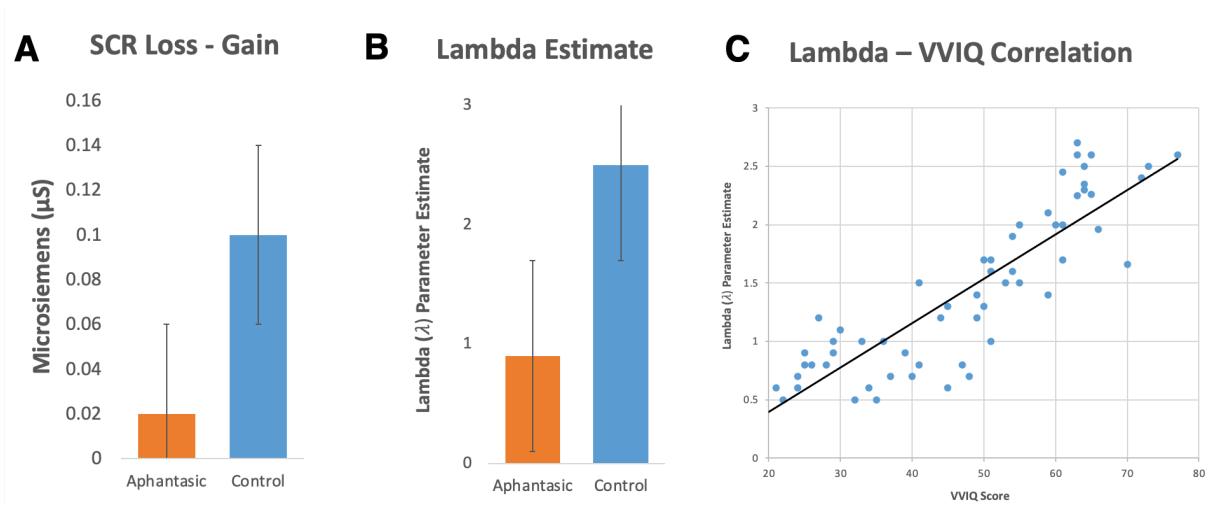 A
SCR Loss - Gain
Microsiemens (μS)
0.16
0.14
0.12
0.1
0.08
0.06
0.04
0.02
0
Aphantasic Control
B
Lambda Estimate
Lambda (λ) Parameter Estimate
3
2
1
0
Aphantasic Control
C
Lambda – VVIQ Correlation
Lambda (λ) Parameter Estimate
3
2.5
2
1.5
1
0.5
0
20 30 40 50 60 70 80
VVIQ Score